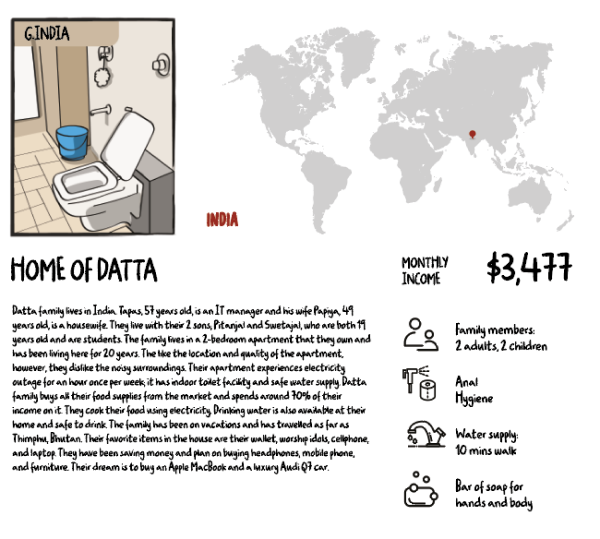 G.INDIA
INDIA
HOME OF DATTA
MONTHLY
INCOME
$3,477
Datta family lives in India. Tapas, 57 years old, is an IT manager and his wife Papiya, 49
years old, is a housewife. They live with their 2 sons, Pitanjal and Swetajal, who are both 19
years old and are students. The family lives in a 2-bedroom apartment that they own and
has been living here for 20 years. The like the location and quality of the apartment,
however, they dislike the noisy surroundings. Their apartment experiences electricity
outage for an hour once per week; it has indoor toilet facility and safe water supply. Datta
family buys all their food supplies from the market and spends around 70% of their
income on it. They cook their food using electricity. Drinking water is also available at their
home and safe to drink. The family has been on vacations and has travelled as far as
Thimphu, Bhutan. Their favorite items in the house are their wallet, worship idols, cellphone,
and laptop. They have been saving money and plan on buying headphones, mobile phone,
and furniture. Their dream is to buy an Apple MacBook and a luxury Audi Q7 car.
Family members:
2 adults, 2 children
Anal
Hygiene
Water supply:
10 mins walk
Bar of soap for
hands and body